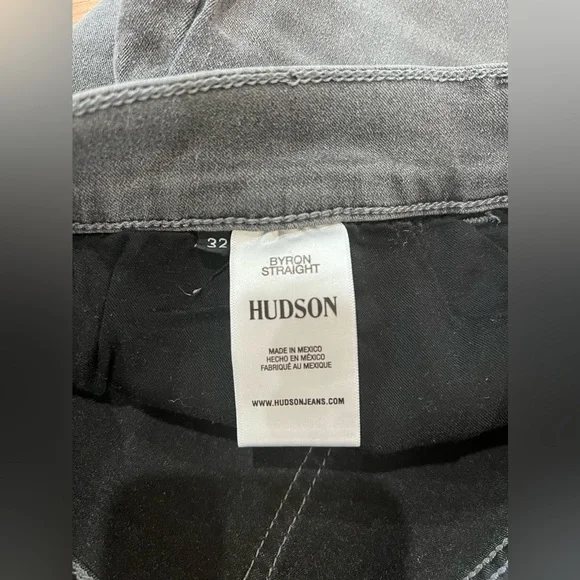 32
BYRON
STRAIGHT
HUDSON
MADE IN MEXICO
HECHO EN MÉXICO
FABRIQUÉ AU MEXIQUE
WWW.HUDSONJEANS.COM